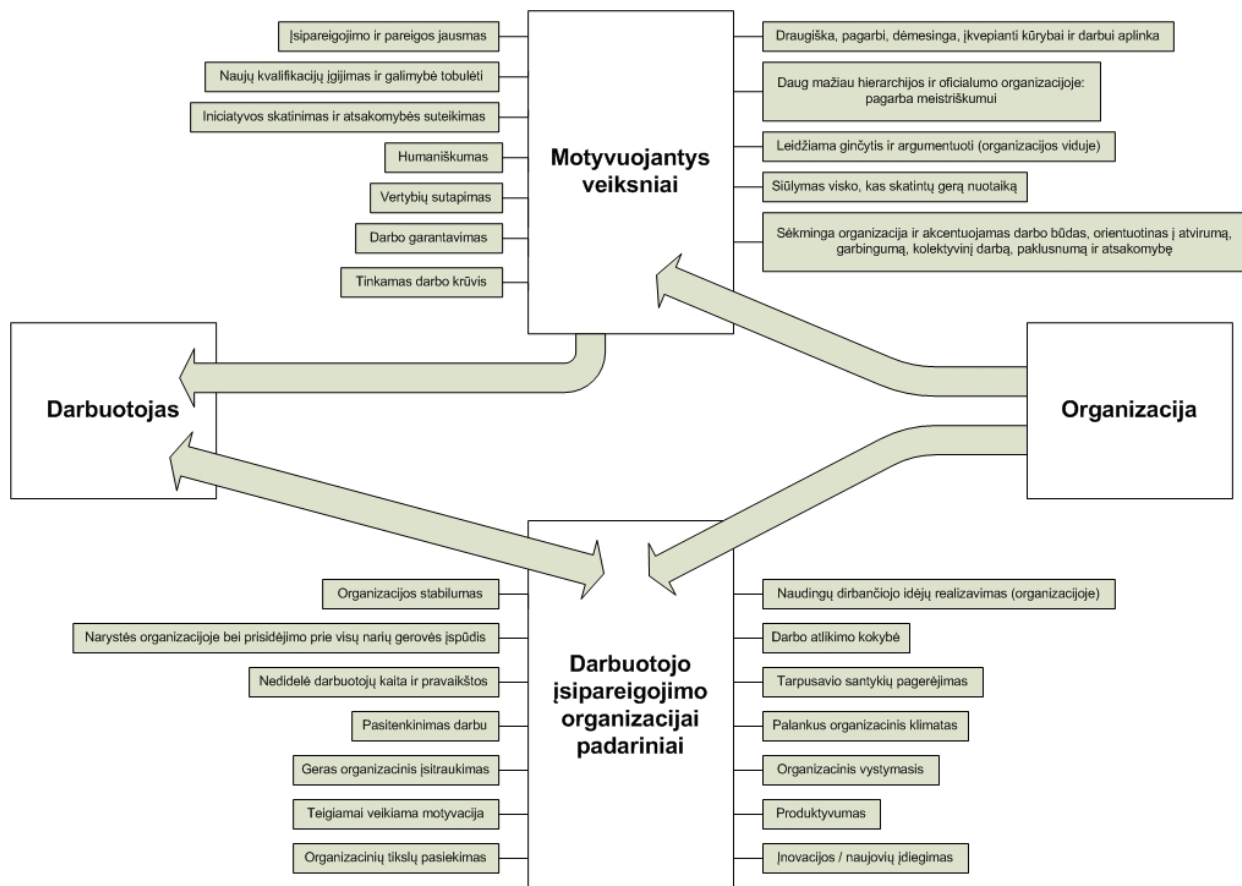 Įsipareigojimo ir pareigos jausmas
Naujų kvalifikacijų įgijimas ir galimybė tobulėti
Iniciatyvos skatinimas ir atsakomybės suteikimas
Humaniškumas
Vertybių sutapimas
Darbo garantavimas
Tinkamas darbo krūvis
Motyvuojantys
veiksniai
Draugiška, pagarbi, dėmesinga, įkvepianti kūrybai ir darbui aplinka
Daug mažiau hierarchijos ir oficialumo organizacijoje:
pagarba meistriškumui
Leidžiama ginčytis ir argumentuoti (organizacijos viduje)
Siūlymas visko, kas skatintų gerą nuotaiką
Sėkminga organizacija ir akcentuojamas darbo būdas, orientuotinas į atvirumą,
garbingumą, kolektyvinį darbą, paklusnumą ir atsakomybę
Darbuotojas
Organizacija
Organizacijos stabilumas
Narystės organizacijoje bei prisidėjimo prie visų narių gerovės įspūdis
Nedidelė darbuotojų kaita ir pravaikštos
Pasitenkinimas darbu
Geras organizacinis įsitraukimas
Teigiamai veikiama motyvacija
Organizacinių tikslų pasiekimas
Darbuotojo
įsipareigojimo
organizacijai
padariniai
Naudingų dirbančiojo idėjų realizavimas (organizacijoje)
Darbo atlikimo kokybė
Tarpusavio santykių pagerėjimas
Palankus organizacinis klimatas
Organizacinis vystymasis
Produktyvumas
Įnovacijos / naujovių įdiegimas